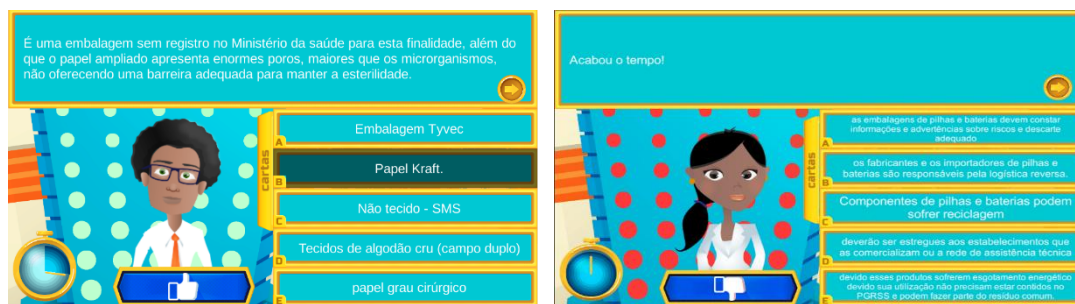 É uma embalagem sem registro no Ministério da saúde para esta finalidade, além do
que o papel ampliado apresenta enormes poros, maiores que os microrganismos,
não oferecendo uma barreira adequada para manter a esterilidade.
cartas
A
Embalagem Tyvec
B
Papel Kraft.
C
Não tecido - SMS
D
Tecidos de algodão cru (campo duplo)
E
papel grau cirúrgico
Acabou o tempo!
cartas
A
as embalagens de pilhas e baterias devem constar
informações e advertências sobre riscos e descarte
adequado
B
os fabricantes e os importadores de pilhas e
baterias são responsáveis pela logística reversa.
C
Componentes de pilhas e baterias podem
sofrer reciclagem
D
deverão ser estregues aos estabelecimentos que
as comercializam ou a rede de assistência técnica
E
devido esses produtos sofrerem esgotamento energético
devido sua utilização não precisam estar contidos no
PGRSS e podem fazer parte do resíduo comum.